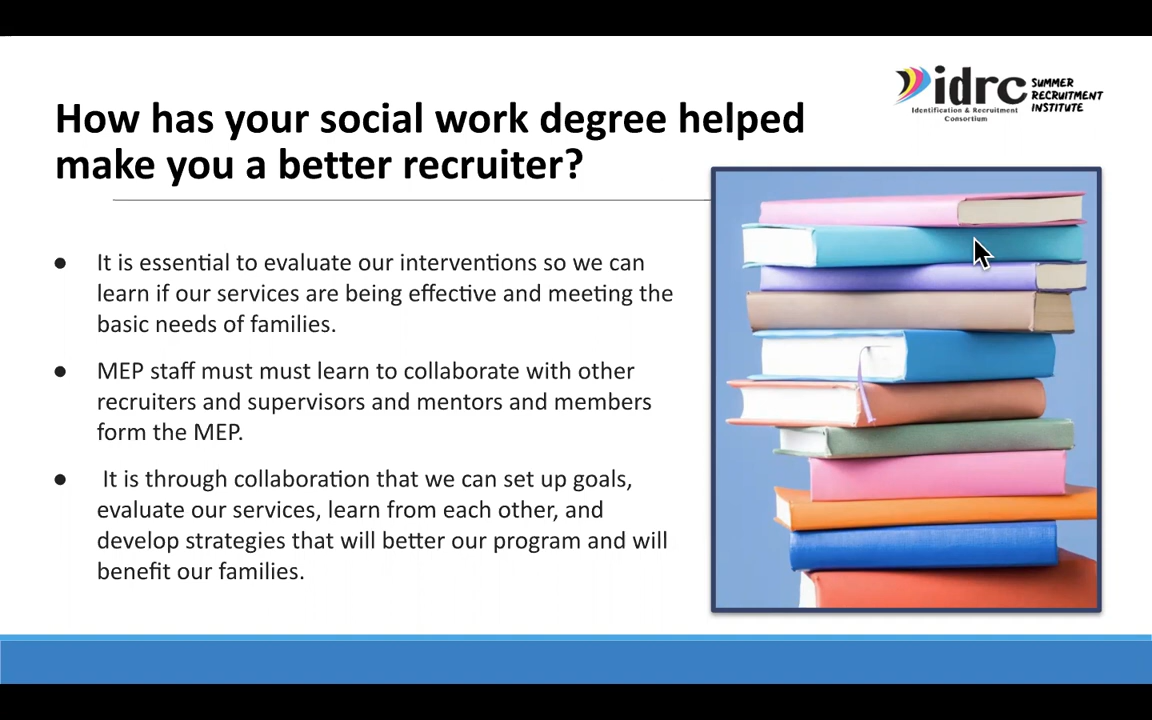 idrc
SUMMER
RECRUITMENT
INSTITUTE
Identification & Recruitment
Consortium
How has your social work degree helped
make you a better recruiter?
● It is essential to evaluate our interventions so we can
learn if our services are being effective and meeting the
basic needs of families.
● MEP staff must must learn to collaborate with other
recruiters and supervisors and mentors and members
form the MEP.
● It is through collaboration that we can set up goals,
evaluate our services, learn from each other, and
develop strategies that will better our program and will
benefit our families.